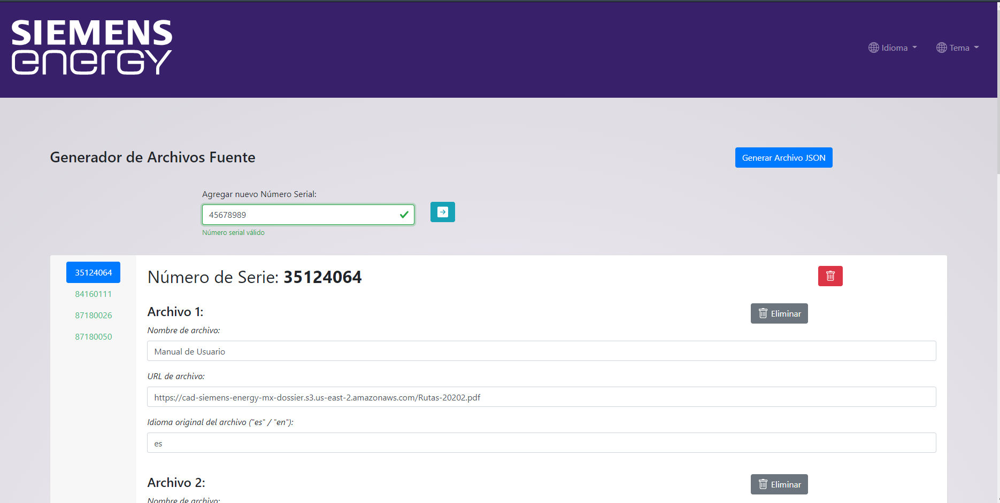 SIEMENS
energy
Idioma
Tema
Generador de Archivos Fuente
Generar Archivo JSON
Agregar nuevo Número Serial:
45678989
Número serial válido
35124064
84160111
87180026
87180050
Número de Serie: 35124064
Archivo 1:
Eliminar
Nombre de archivo:
Manual de Usuario
URL de archivo:
https://cad-siemens-energy-mx-dossier.s3.us-east-2.amazonaws.com/Rutas-20202.pdf
Idioma original del archivo ("es" / "en"):
es
Archivo 2:
Eliminar
Nombre de archivo: